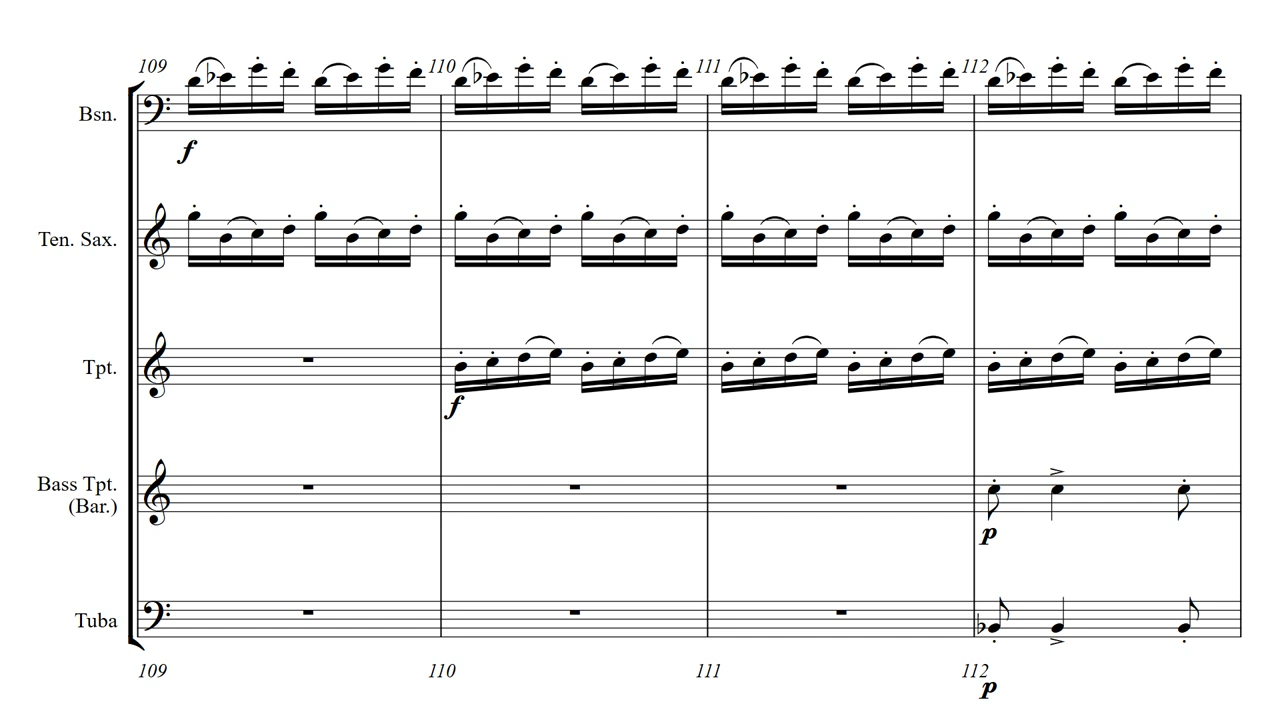 109 110 111 112
Bsn.
f
Ten. Sax.
Tpt.
f
Bass Tpt.
(Bar.)
p
Tuba
109 110 111 112
p